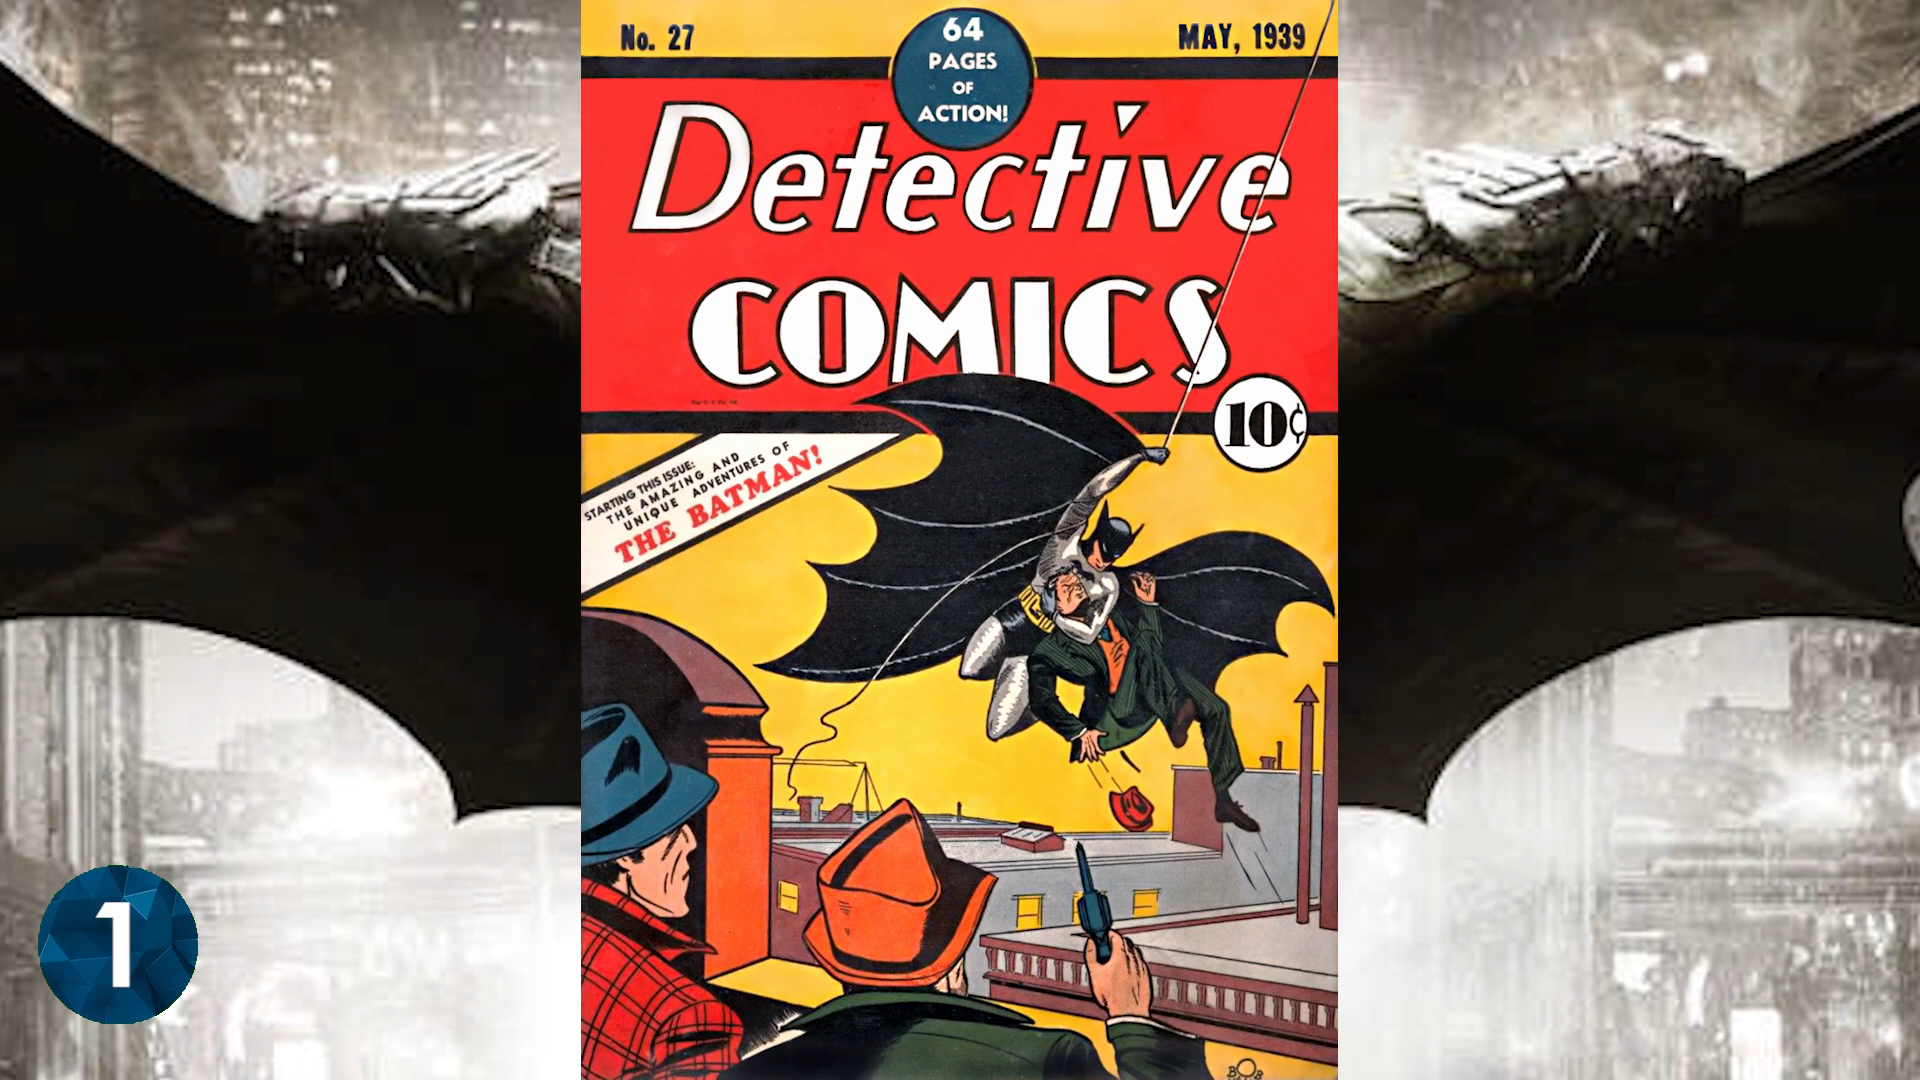 No. 27
64
PAGES
OF
ACTION!
MAY, 1939
Detective
COMICS
10¢
STARTING THIS ISSUE:
THE AMAZING AND
UNIQUE ADVENTURES OF
THE BATMAN!
1
BOB